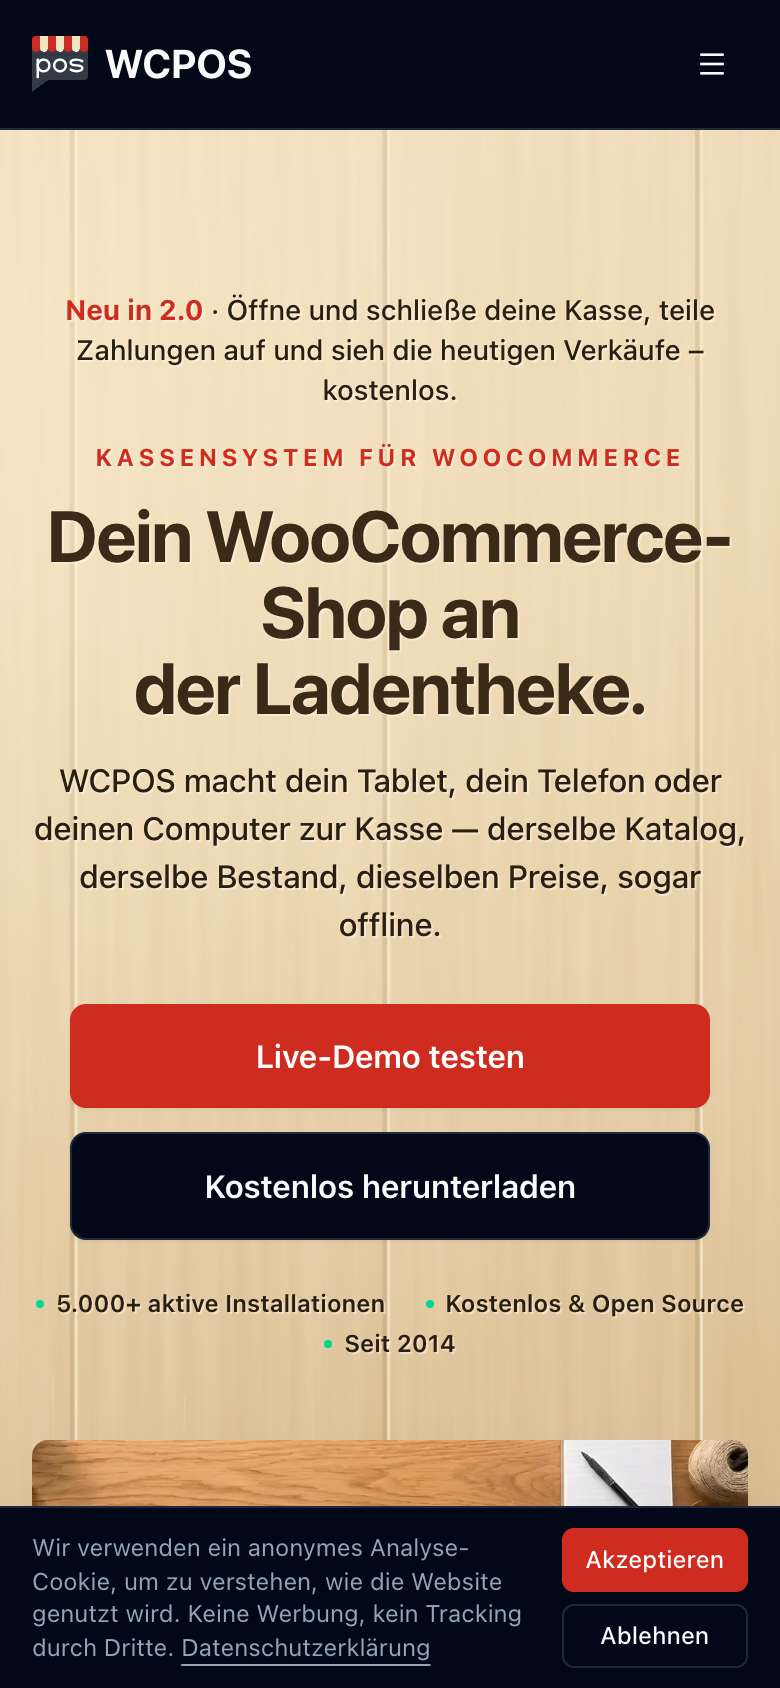 pos WCPOS
Neu in 2.0 · Öffne und schließe deine Kasse, teile
Zahlungen auf und sieh die heutigen Verkäufe –
kostenlos.
KASSENSYSTEM FÜR WOOCOMMERCE
Dein WooCommerce-
Shop an
der Ladentheke.
WCPOS macht dein Tablet, dein Telefon oder
deinen Computer zur Kasse — derselbe Katalog,
derselbe Bestand, dieselben Preise, sogar
offline.
Live-Demo testen
Kostenlos herunterladen
• 5.000+ aktive Installationen • Kostenlos & Open Source
• Seit 2014
Wir verwenden ein anonymes Analyse-
Cookie, um zu verstehen, wie die Website
genutzt wird. Keine Werbung, kein Tracking
durch Dritte. Datenschutzerklärung
Akzeptieren
Ablehnen